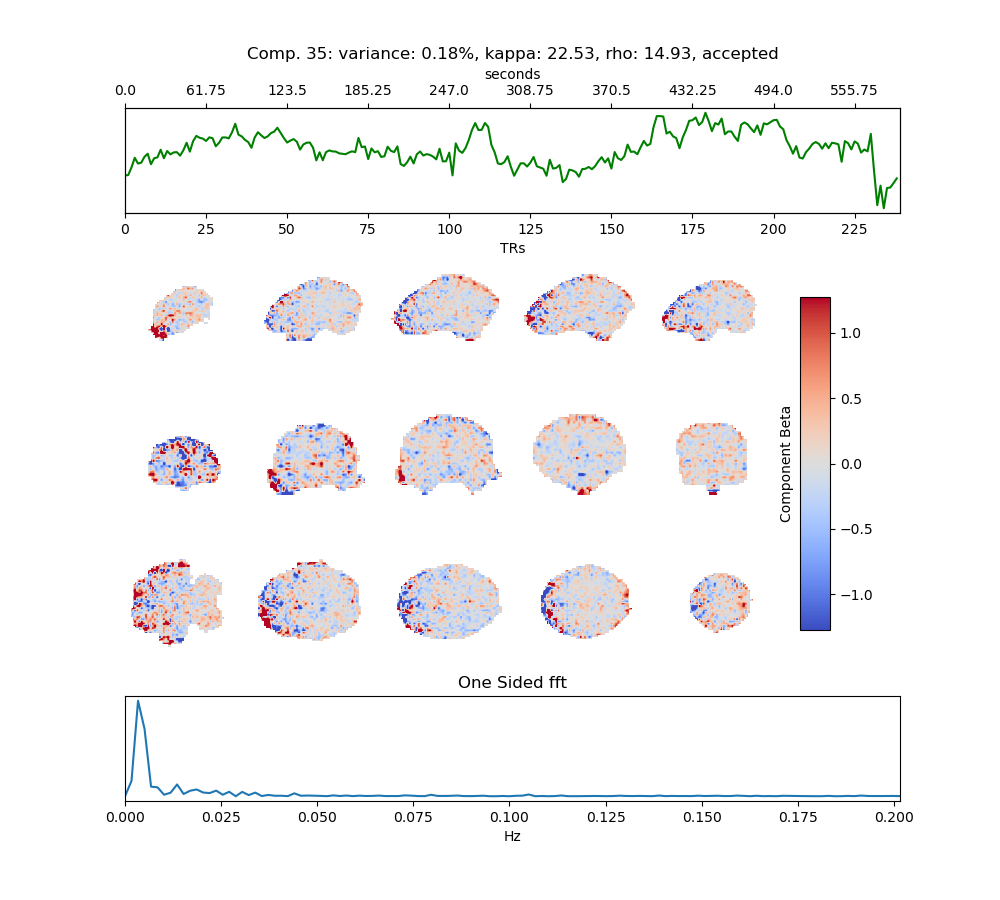 Comp. 35: variance: 0.18%, kappa: 22.53, rho: 14.93, accepted
seconds
0.0 61.75 123.5 185.25 247.0 308.75 370.5 432.25 494.0 555.75
0 25 50 75 100 125 150 175 200 225
TRs
1.0
0.5
0.0
−0.5
−1.0
Component Beta
One Sided fft
0.000 0.025 0.050 0.075 0.100 0.125 0.150 0.175 0.200
Hz